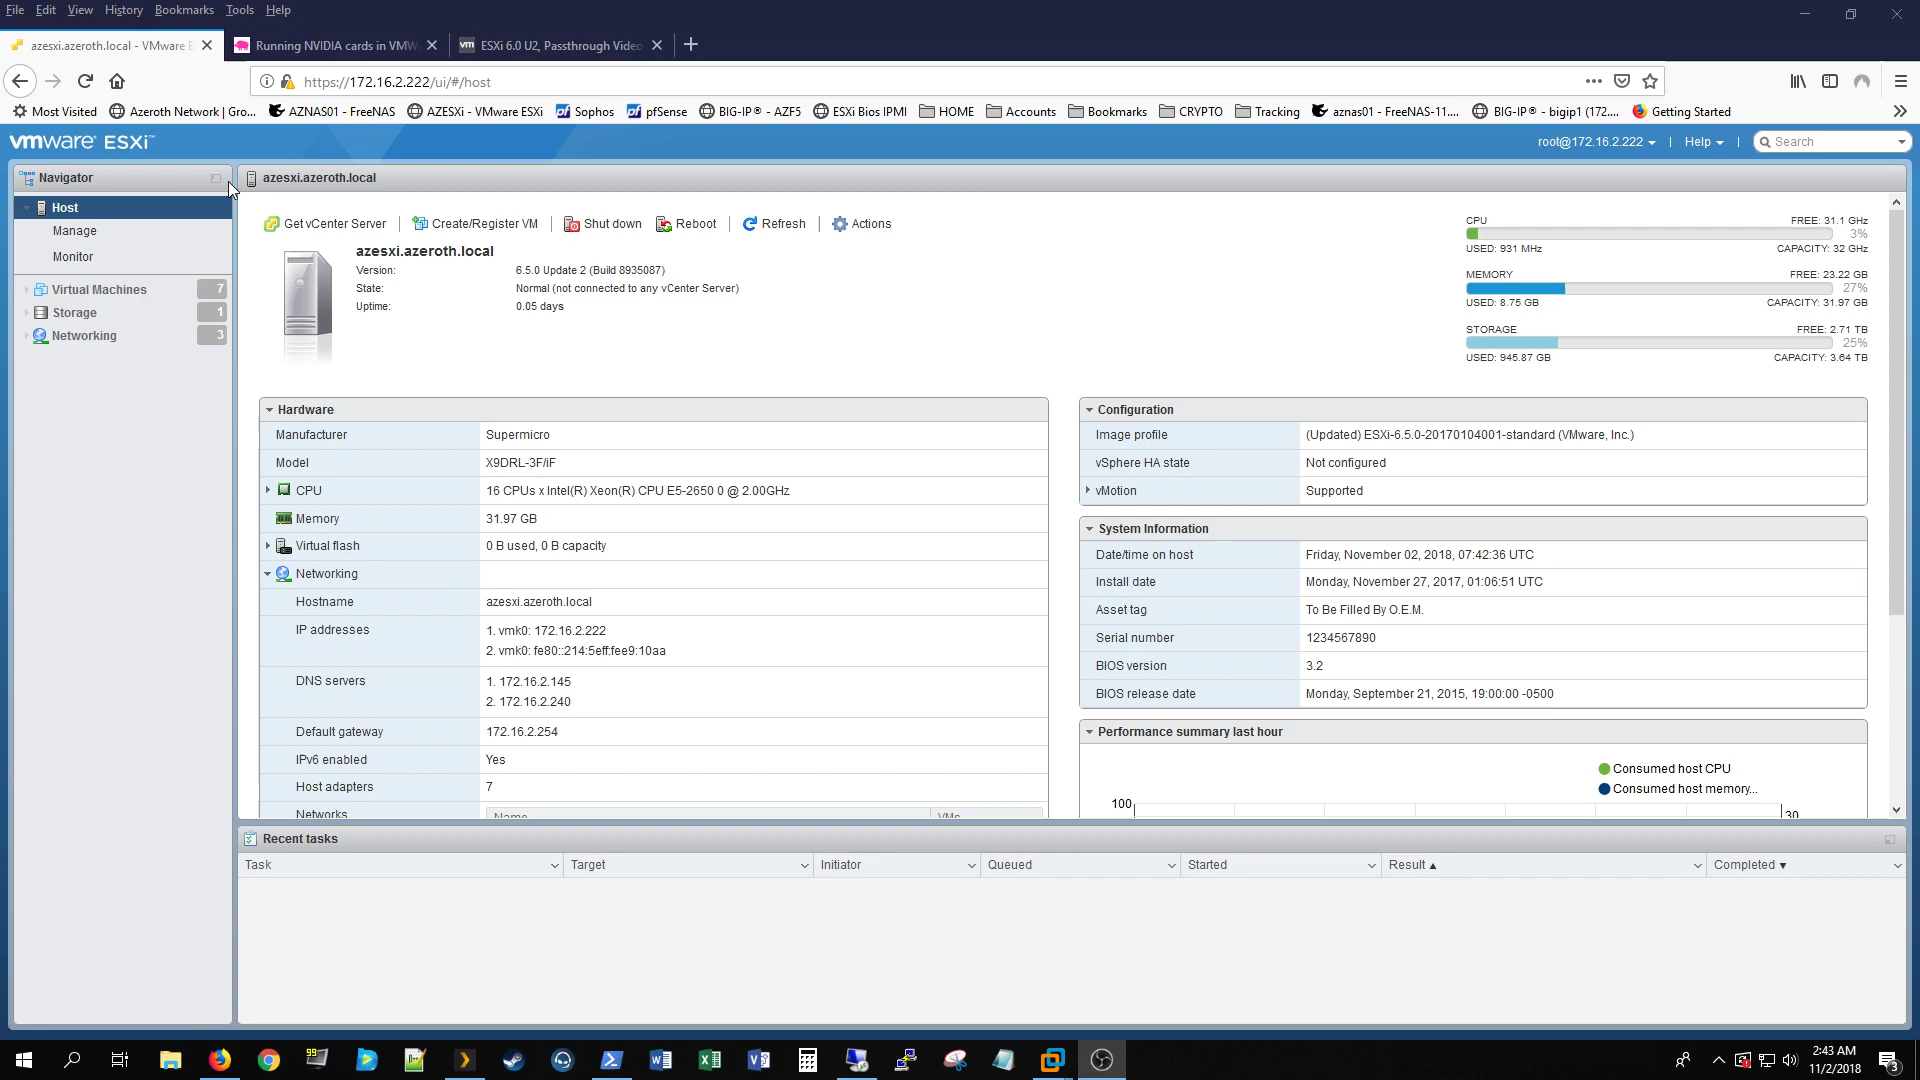 File Edit View History Bookmarks Tools Help
azesxi.azeroth.local - VMware E
Running NVIDIA cards in VMW
ESXi 6.0 U2, Passthrough Video
https://172.16.2.222/ui/#/host
Most Visited
Azeroth Network | Gro...
AZNAS01 - FreeNAS
AZESXi - VMware ESXi
Sophos
pfSense
BIG-IP® - AZF5
ESXi Bios IPMI
HOME
Accounts
Bookmarks
CRYPTO
Tracking
aznas01 - FreeNAS-11....
BIG-IP® - bigip1 (172....
Getting Started
vmware ESXi™
root@172.16.2.222
Help
Search
Navigator
Host
Manage
Monitor
Virtual Machines 7
Storage 1
Networking 3
azesxi.azeroth.local
Get vCenter Server
Create/Register VM
Shut down
Reboot
Refresh
Actions
azesxi.azeroth.local
Version: 6.5.0 Update 2 (Build 8935087)
State: Normal (not connected to any vCenter Server)
Uptime: 0.05 days
CPU FREE: 31.1 GHz
3%
USED: 931 MHz CAPACITY: 32 GHz
MEMORY FREE: 23.22 GB
27%
USED: 8.75 GB CAPACITY: 31.97 GB
STORAGE FREE: 2.71 TB
25%
USED: 945.87 GB CAPACITY: 3.64 TB
Hardware
Manufacturer Supermicro
Model X9DRL-3F/iF
CPU 16 CPUs x Intel(R) Xeon(R) CPU E5-2650 0 @ 2.00GHz
Memory 31.97 GB
Virtual flash 0 B used, 0 B capacity
Networking
Hostname azesxi.azeroth.local
IP addresses 1. vmk0: 172.16.2.222
2. vmk0: fe80::214:5eff:fee9:10aa
DNS servers 1. 172.16.2.145
2. 172.16.2.240
Default gateway 172.16.2.254
IPv6 enabled Yes
Host adapters 7
Networks Name VMs
Configuration
Image profile (Updated) ESXi-6.5.0-20170104001-standard (VMware, Inc.)
vSphere HA state Not configured
vMotion Supported
System Information
Date/time on host Friday, November 02, 2018, 07:42:36 UTC
Install date Monday, November 27, 2017, 01:06:51 UTC
Asset tag To Be Filled By O.E.M.
Serial number 1234567890
BIOS version 3.2
BIOS release date Monday, September 21, 2015, 19:00:00 -0500
Performance summary last hour
Consumed host CPU
Consumed host memory...
100 30
Recent tasks
Task Target Initiator Queued Started Result Completed
99
2:43 AM
11/2/2018
3